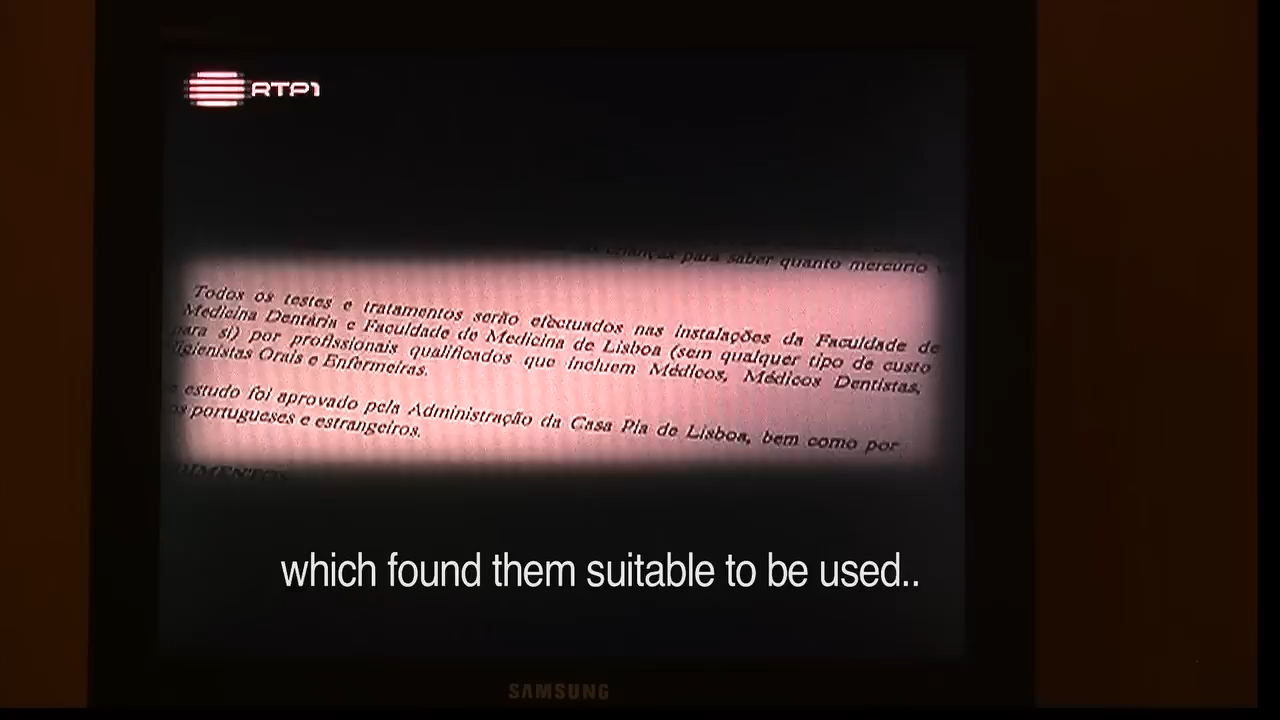 RTP1
crianças para saber quanto mercúrio
Todos os testes e tratamentos serão efectuados nas instalações da Faculdade de
Medicina Dentária e Faculdade de Medicina de Lisboa (sem qualquer tipo de custo
para si) por profissionais qualificados que incluem Médicos, Médicos Dentistas,
Higienistas Orais e Enfermeiras.
estudo foi aprovado pela Administração da Casa Pia de Lisboa, bem como por
portugueses e estrangeiros.
which found them suitable to be used..
SAMSUNG